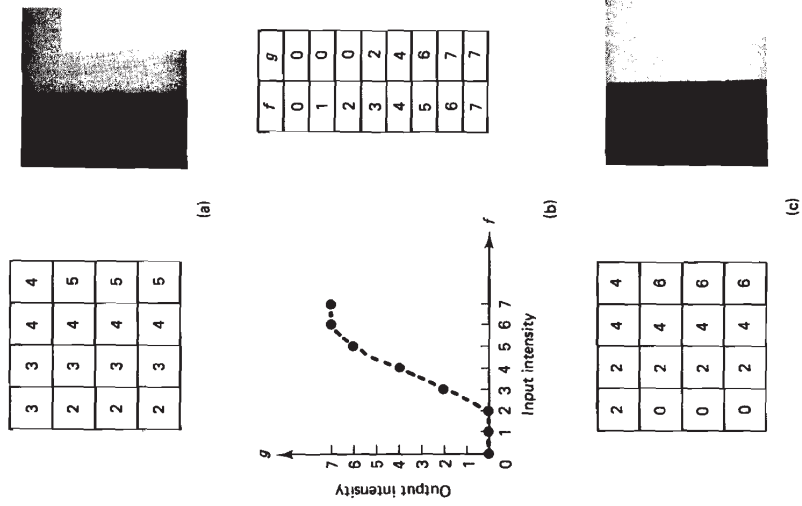 3 3 4 4
2 3 4 5
2 3 4 5
2 3 4 5
(a)
g
Output intensity
7
6
5
4
3
2
1
0 1 2 3 4 5 6 7
Input intensity
f
f g
0 0
1 0
2 0
3 2
4 4
5 6
6 7
7 7
(b)
2 2 4 4
0 2 4 6
0 2 4 6
0 2 4 6
(c)